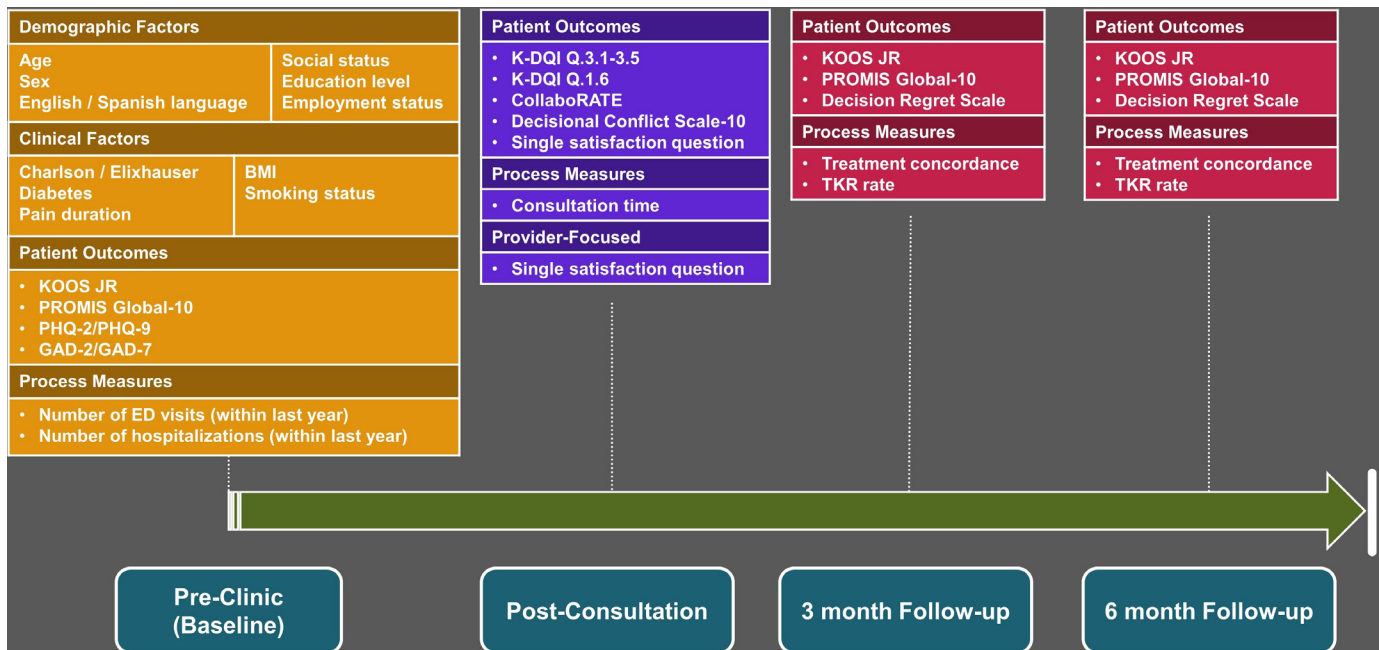 Demographic Factors
Age
Sex
English / Spanish language
Social status
Education level
Employment status
Clinical Factors
Charlson / Elixhauser
Diabetes
Pain duration
BMI
Smoking status
Patient Outcomes
• KOOS JR
• PROMIS Global-10
• PHQ-2/PHQ-9
• GAD-2/GAD-7
Process Measures
• Number of ED visits (within last year)
• Number of hospitalizations (within last year)
Patient Outcomes
• K-DQI Q.3.1-3.5
• K-DQI Q.1.6
• CollaboRATE
• Decisional Conflict Scale-10
• Single satisfaction question
Process Measures
• Consultation time
Provider-Focused
• Single satisfaction question
Patient Outcomes
• KOOS JR
• PROMIS Global-10
• Decision Regret Scale
Process Measures
• Treatment concordance
• TKR rate
Patient Outcomes
• KOOS JR
• PROMIS Global-10
• Decision Regret Scale
Process Measures
• Treatment concordance
• TKR rate
Pre-Clinic
(Baseline)
Post-Consultation
3 month Follow-up
6 month Follow-up